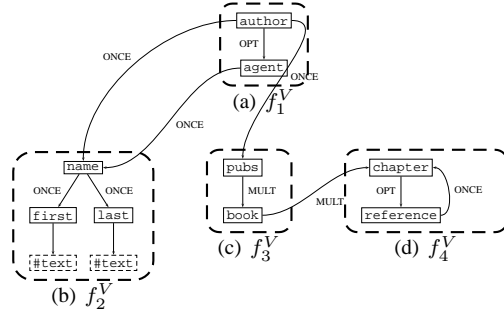 author
OPT
ONCE
agent
ONCE
(a) f_1^V
ONCE
name
ONCE
ONCE
first
last
#text
#text
(b) f_2^V
pubs
MULT
book
(c) f_3^V
MULT
chapter
OPT
ONCE
reference
(d) f_4^V